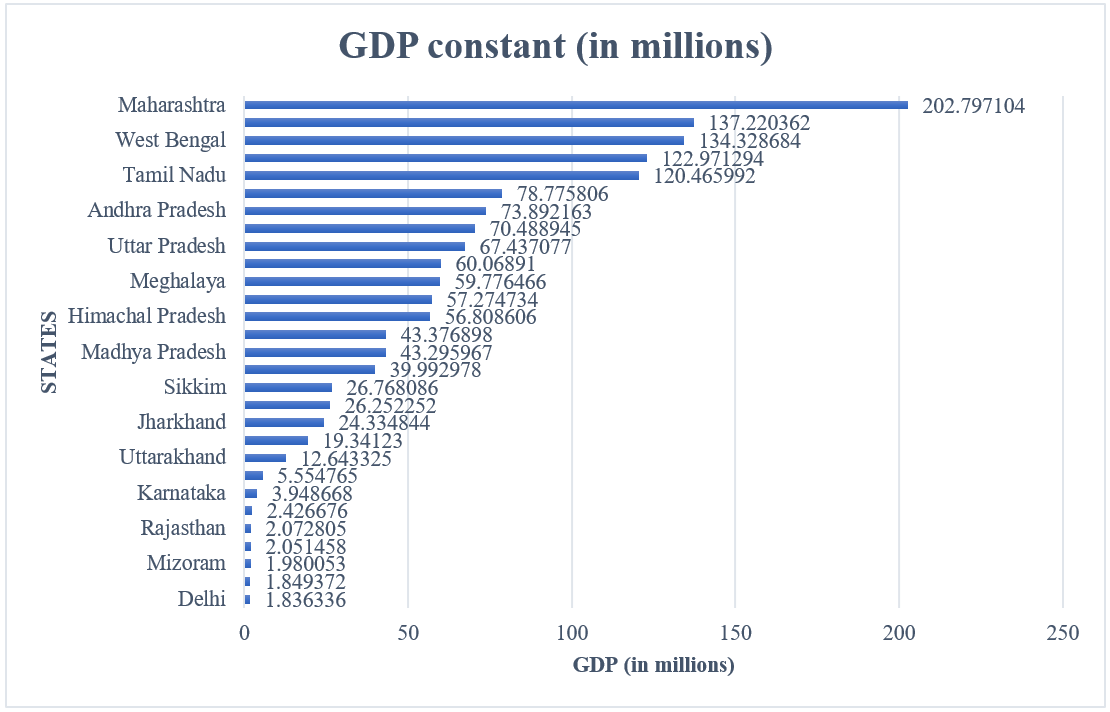 GDP constant (in millions)
Maharashtra 202.797104
137.220362
West Bengal 134.328684
122.971294
Tamil Nadu 120.465992
78.775806
Andhra Pradesh 73.892163
70.488945
Uttar Pradesh 67.437077
60.06891
Meghalaya 59.776466
57.274734
Himachal Pradesh 56.808606
43.376898
Madhya Pradesh 43.295967
39.992978
Sikkim 26.768086
26.252252
Jharkhand 24.334844
19.34123
Uttarakhand 12.643325
5.554765
Karnataka 3.948668
2.426676
Rajasthan 2.072805
2.051458
Mizoram 1.980053
1.849372
Delhi 1.836336
STATES
0 50 100 150 200 250
GDP (in millions)